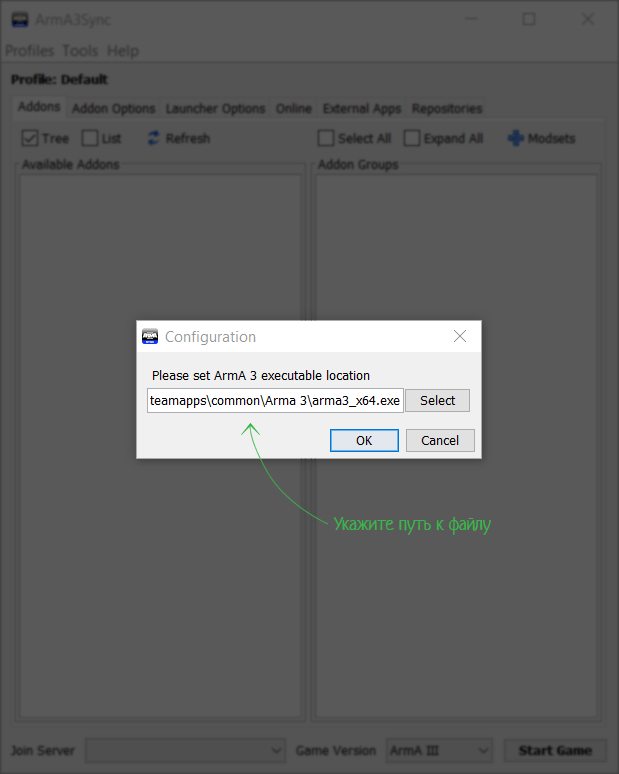 ArmA3Sync
Profiles Tools Help
Profile: Default
Addons Addon Options Launcher Options Online External Apps Repositories
Tree List Refresh Select All Expand All Modsets
Available Addons Addon Groups
Configuration
Please set ArmA 3 executable location
teamapps\common\Arma 3\arma3_x64.exe Select
OK Cancel
Укажите путь к файлу
Join Server Game Version ArmA III Start Game